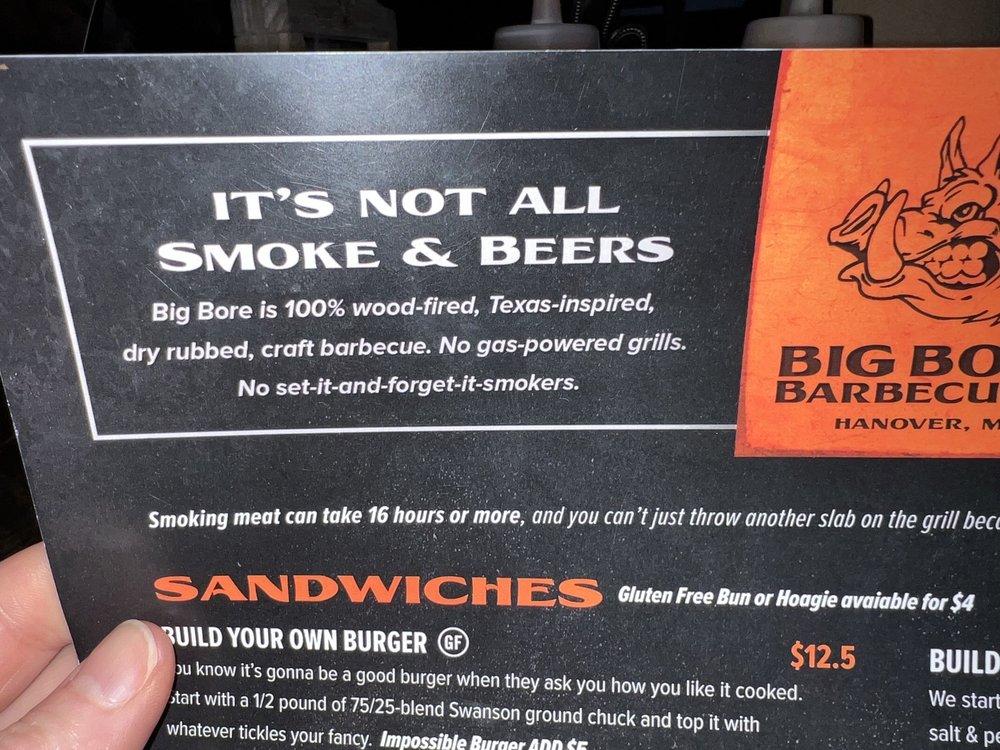 IT'S NOT ALL
SMOKE & BEERS
Big Bore is 100% wood-fired, Texas-inspired,
dry rubbed, craft barbecue. No gas-powered grills.
No set-it-and-forget-it-smokers.
BIG BO
BARBECU
HANOVER, M
Smoking meat can take 16 hours or more, and you can't just throw another slab on the grill beca
SANDWICHES Gluten Free Bun or Hoagie avaiable for $4
BUILD YOUR OWN BURGER GF $12.5
ou know it's gonna be a good burger when they ask you how you like it cooked.
start with a 1/2 pound of 75/25-blend Swanson ground chuck and top it with
whatever tickles your fancy. Impossible Burger ADD $5
BUILD
We start
salt & pe